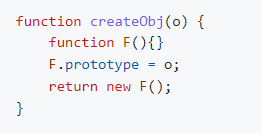 function createObj(o) {
    function F(){}
    F.prototype = o;
    return new F();
}